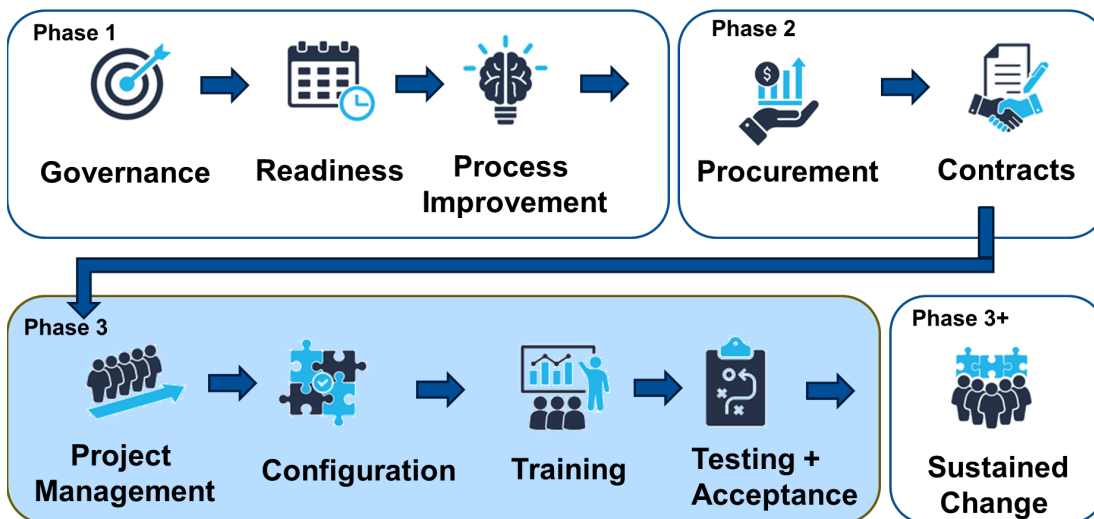 Phase 1
Governance
Readiness
Process
Improvement
Phase 2
$
Procurement
Contracts
Phase 3
Project
Management
Configuration
Training
Testing +
Acceptance
Phase 3+
Sustained
Change